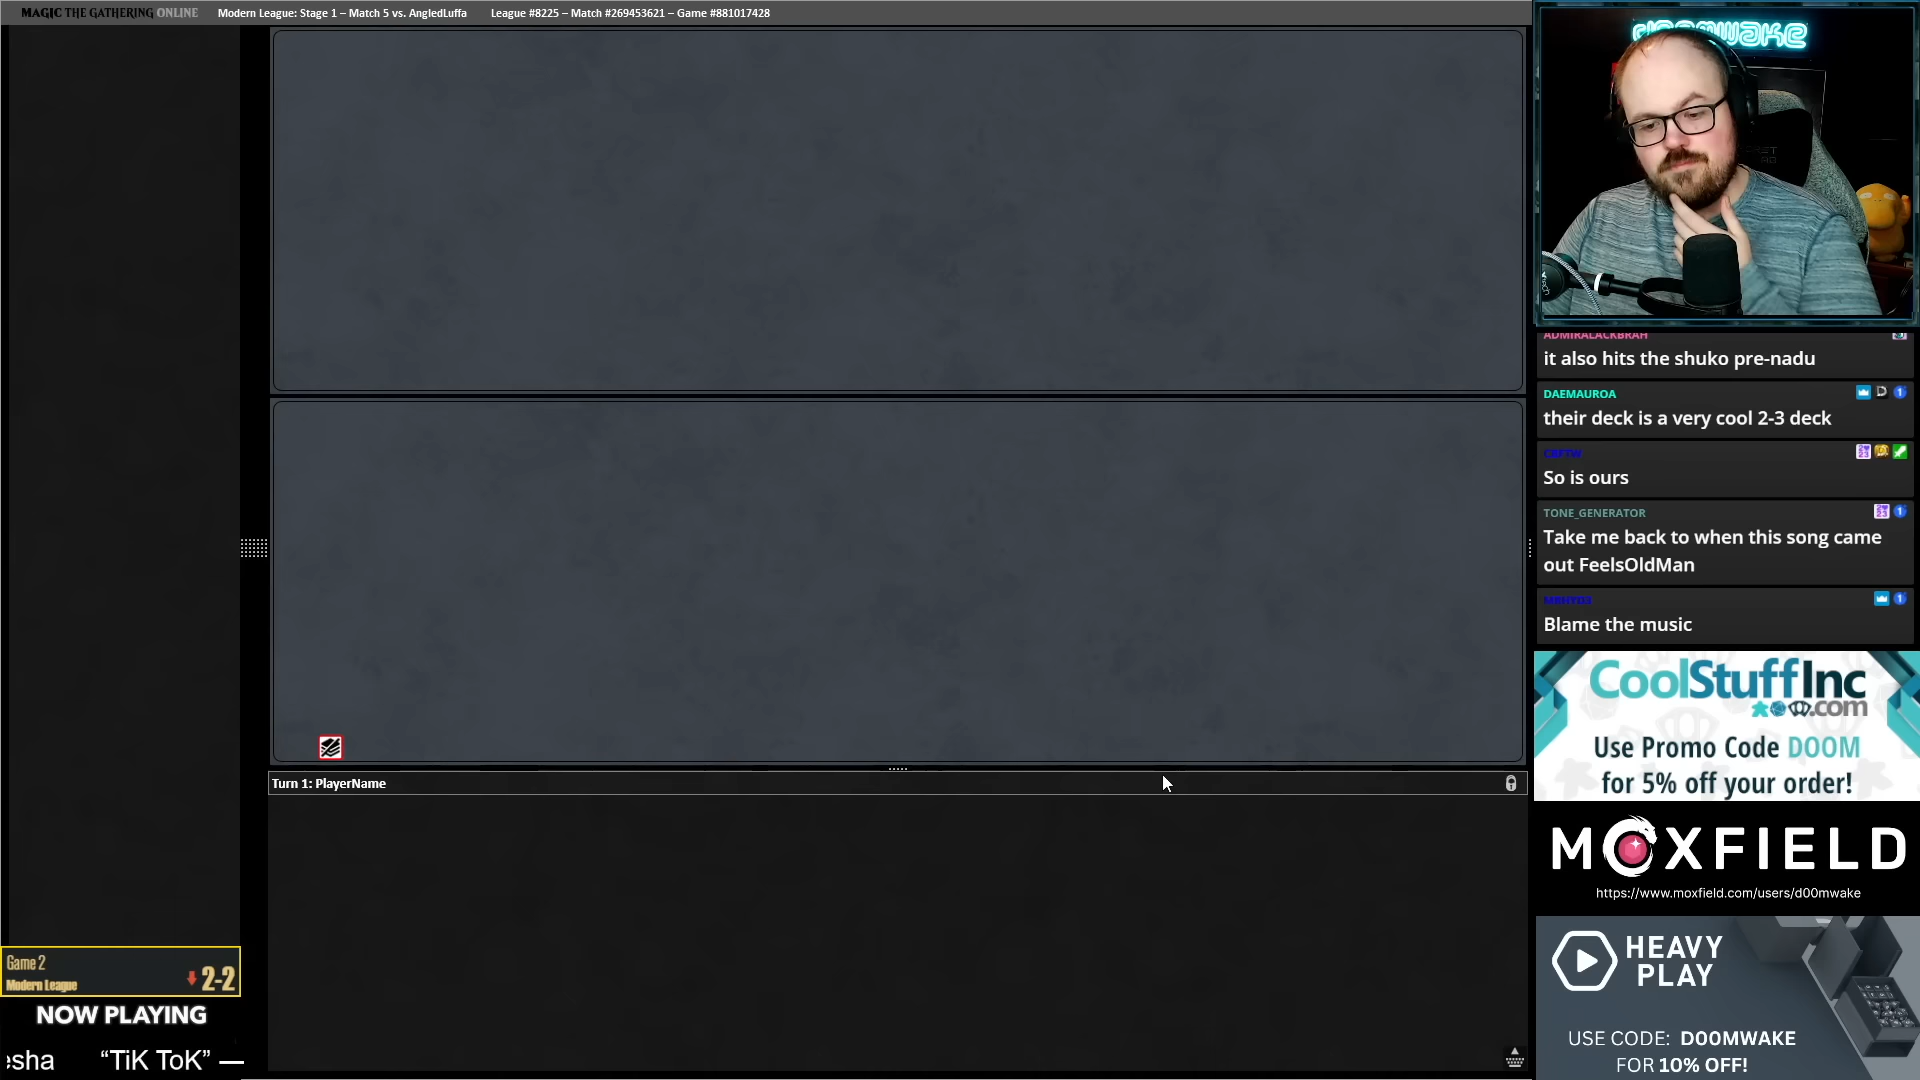 MAGIC THE GATHERING ONLINE Modern League: Stage 1 – Match 5 vs. AngledLuffa League #8225 – Match #269453621 – Game #881017428
ADMIRALACKBRAH
it also hits the shuko pre-nadu
DAEMAUROA
their deck is a very cool 2-3 deck
So is ours
TONE_GENERATOR
Take me back to when this song came
out FeelsOldMan
Blame the music
CoolStuffInc
.com
Use Promo Code DOOM
for 5% off your order!
Turn 1: PlayerName
MOXFIELD
https://www.moxfield.com/users/d00mwake
HEAVY
PLAY
USE CODE: D00MWAKE
FOR 10% OFF!
Game 2
Modern League
2-2
NOW PLAYING
esha “TiK ToK” —